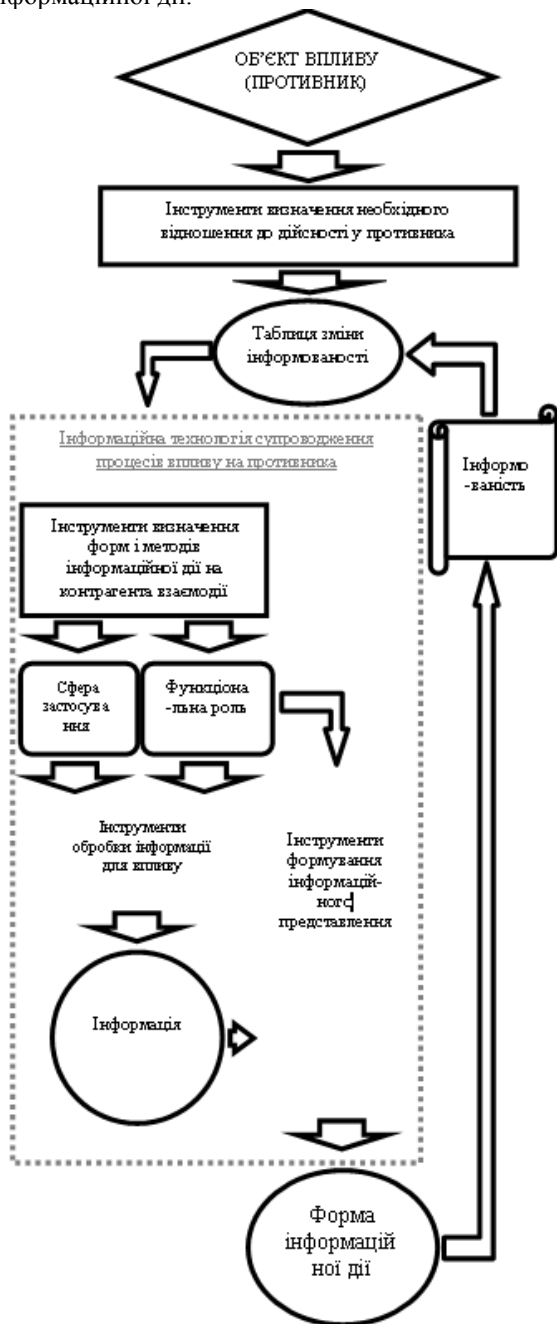 нформаційної дії.
ОБ’ЄКТ ВПЛИВУ
(ПРОТИВНИК)
Інструменти визначення необхідного
відношення до дійсності у противника
Таблиця зміни
інформованості
Інформаційна технологія супроводження
процесів впливу на противника
Інформо
-ваність
Інструменти визначення
форм і методів
інформаційної дії на
контрагента взаємодії
Сфера
застосува
ння
Функціона
-льна роль
Інструменти
обробки інформації
для впливу
Інструменти
формування
інформацій-
ного
представлення
Інформація
Форма
інформацій
ної дії